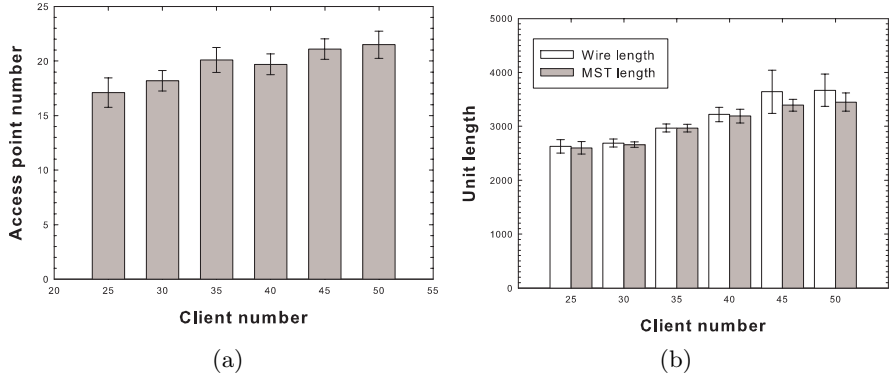 Access point number
25
20
15
10
5
0
20 25 30 35 40 45 50 55
Client number
(a)
Unit length
5000
4000
3000
2000
1000
0
Wire length
MST length
25 30 35 40 45 50
Client number
(b)